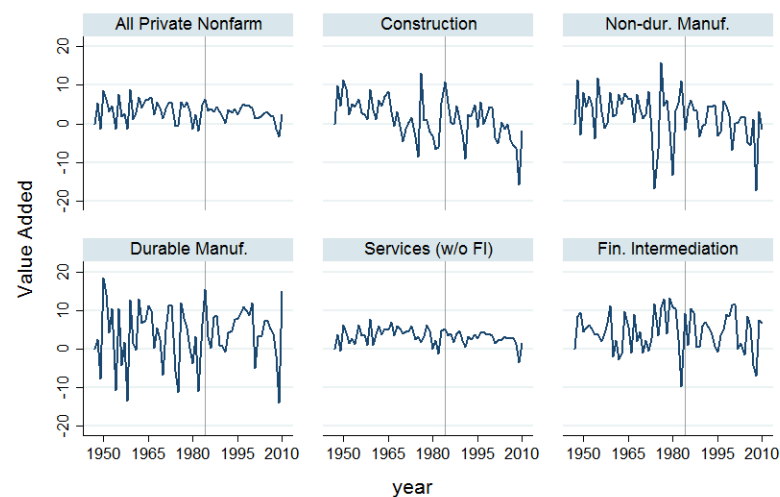 All Private Nonfarm
Construction
Non-dur. Manuf.
20
10
0
-10
-20
Durable Manuf.
Services (w/o FI)
Fin. Intermediation
20
10
0
-10
-20
Value Added
1950 1965 1980 1995 2010
1950 1965 1980 1995 2010
1950 1965 1980 1995 2010
year